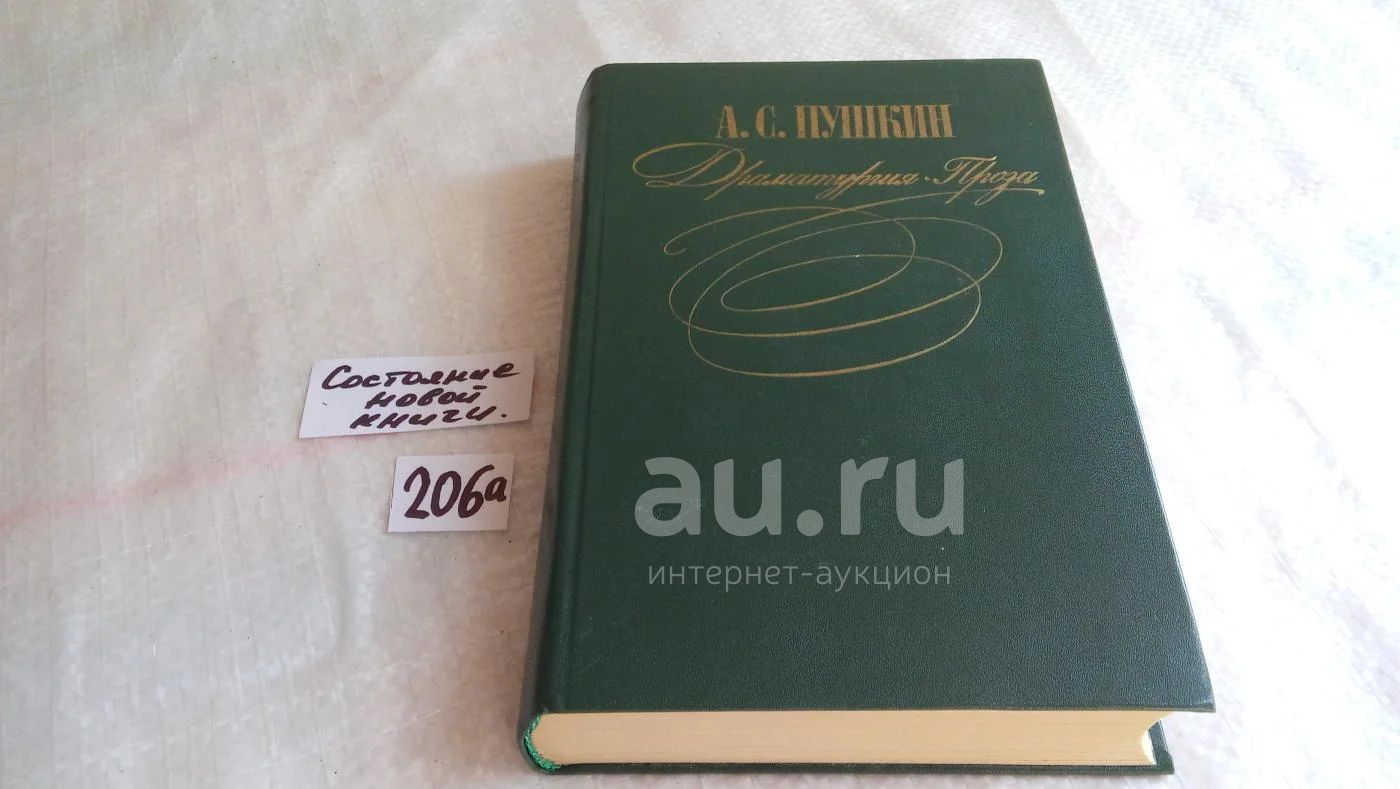 А. С. ПУШКИН
Драматургия · Проза
Состояние
новой
книги.
206а
au.ru
интернет-аукцион